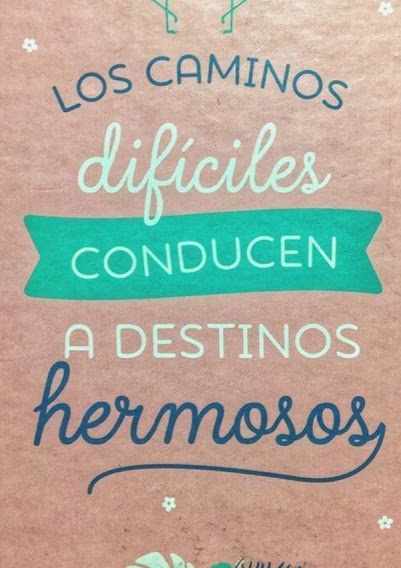 LOS CAMINOS
difíciles
CONDUCEN
A DESTINOS
hermosos